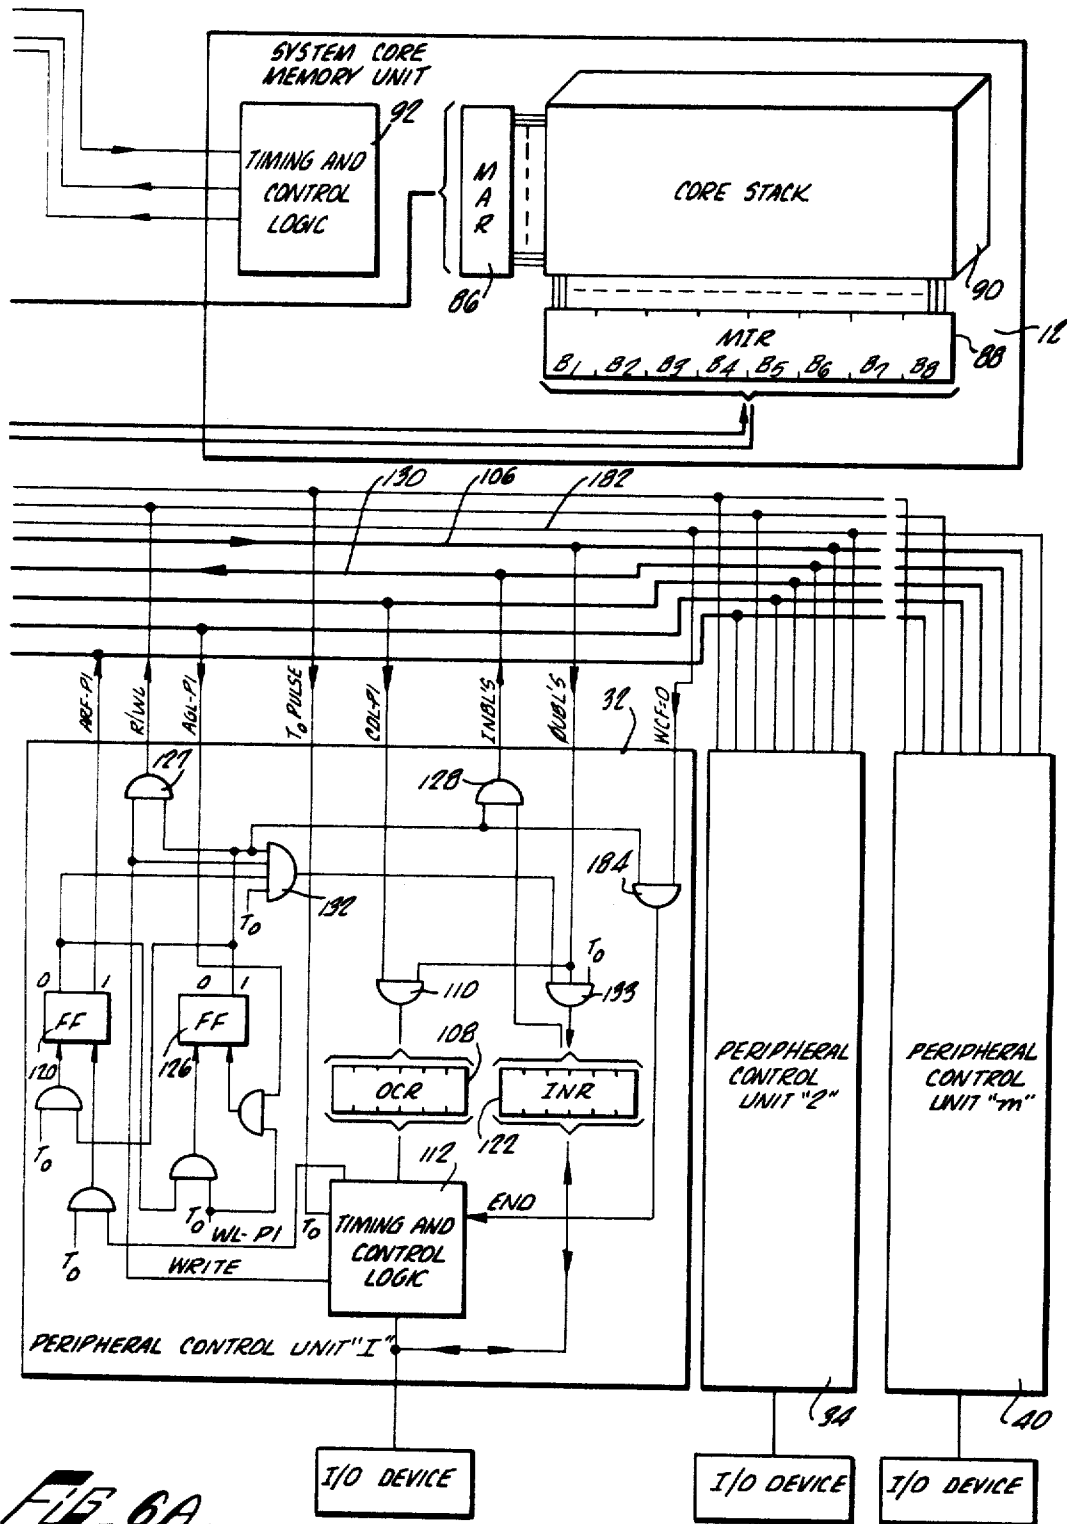 SYSTEM CORE
MEMORY UNIT
92
TIMING AND
CONTROL
LOGIC
M
A
R
86
CORE STACK
90
12
MIR
88
B1 B2 B3 B4 B5 B6 B7 B8
130
106
182
ARF-P1
R/WL
AGL-P1
T0 PULSE
CDL-P1
INBL'S
OUBL'S
WCF=0
32
127
128
184
132
T0
T0
0 1
0 1
FF
FF
110
133
120
126
108
OCR
INR
122
T0
T0
WL-P1
T0
T0
112
END
TIMING AND
CONTROL
LOGIC
WRITE
PERIPHERAL CONTROL UNIT "I"
PERIPHERAL
CONTROL
UNIT "2"
PERIPHERAL
CONTROL
UNIT "m"
34
40
I/O DEVICE
I/O DEVICE
I/O DEVICE
FIG. 6A